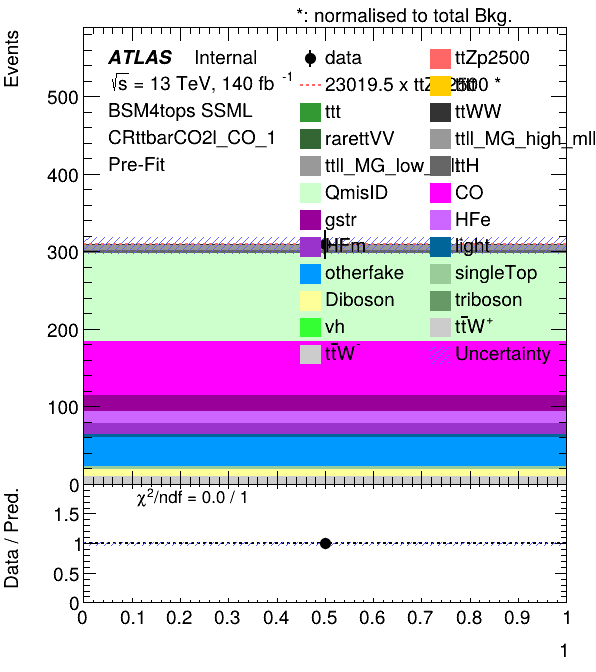 *: normalised to total Bkg.
Events
ATLAS Internal
√s = 13 TeV, 140 fb -1
BSM4tops SSML
CRttbarCO2l_CO_1
Pre-Fit
data
ttZp2500
23019.5 x ttZp2500 *
ttt
ttWW
rarettVV
ttll_MG_high_mll
ttll_MG_low_mll
ttH
QmisID
CO
gstr
HFe
HFm
light
otherfake
singleTop
Diboson
triboson
vh
tt̄W+
tt̄W-
Uncertainty
500
400
300
200
100
0
χ2/ndf = 0.0 / 1
Data / Pred.
1.5
1
0.5
0
0 0.1 0.2 0.3 0.4 0.5 0.6 0.7 0.8 0.9 1
1